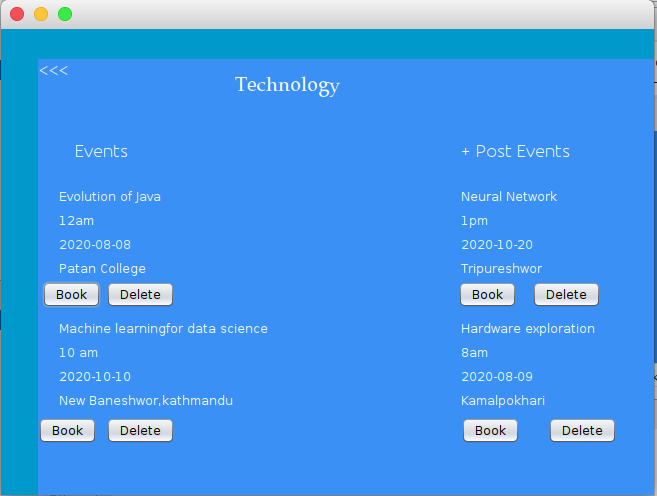 <<<
Technology
Events
+ Post Events
Evolution of Java
12am
2020-08-08
Patan College
Book
Delete
Neural Network
1pm
2020-10-20
Tripureshwor
Book
Delete
Machine learningfor data science
10 am
2020-10-10
New Baneshwor,kathmandu
Book
Delete
Hardware exploration
8am
2020-08-09
Kamalpokhari
Book
Delete